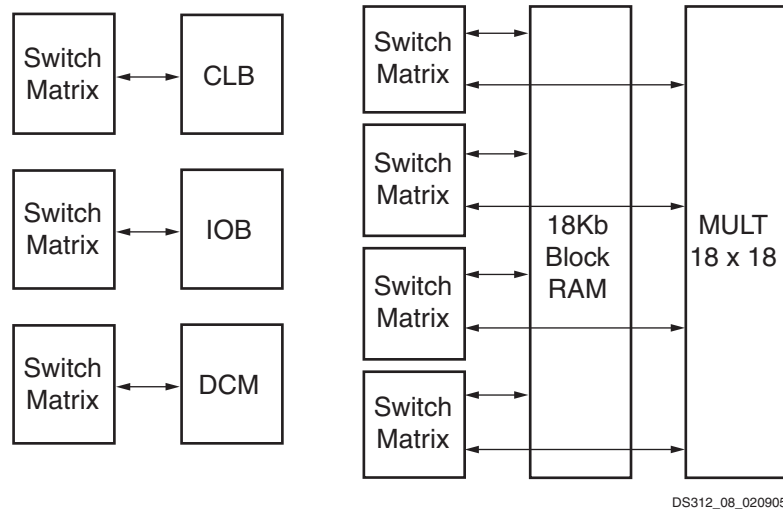 Switch
Matrix
CLB
Switch
Matrix
IOB
Switch
Matrix
DCM
Switch
Matrix
Switch
Matrix
Switch
Matrix
Switch
Matrix
18Kb
Block
RAM
MULT
18 x 18
DS312_08_020905